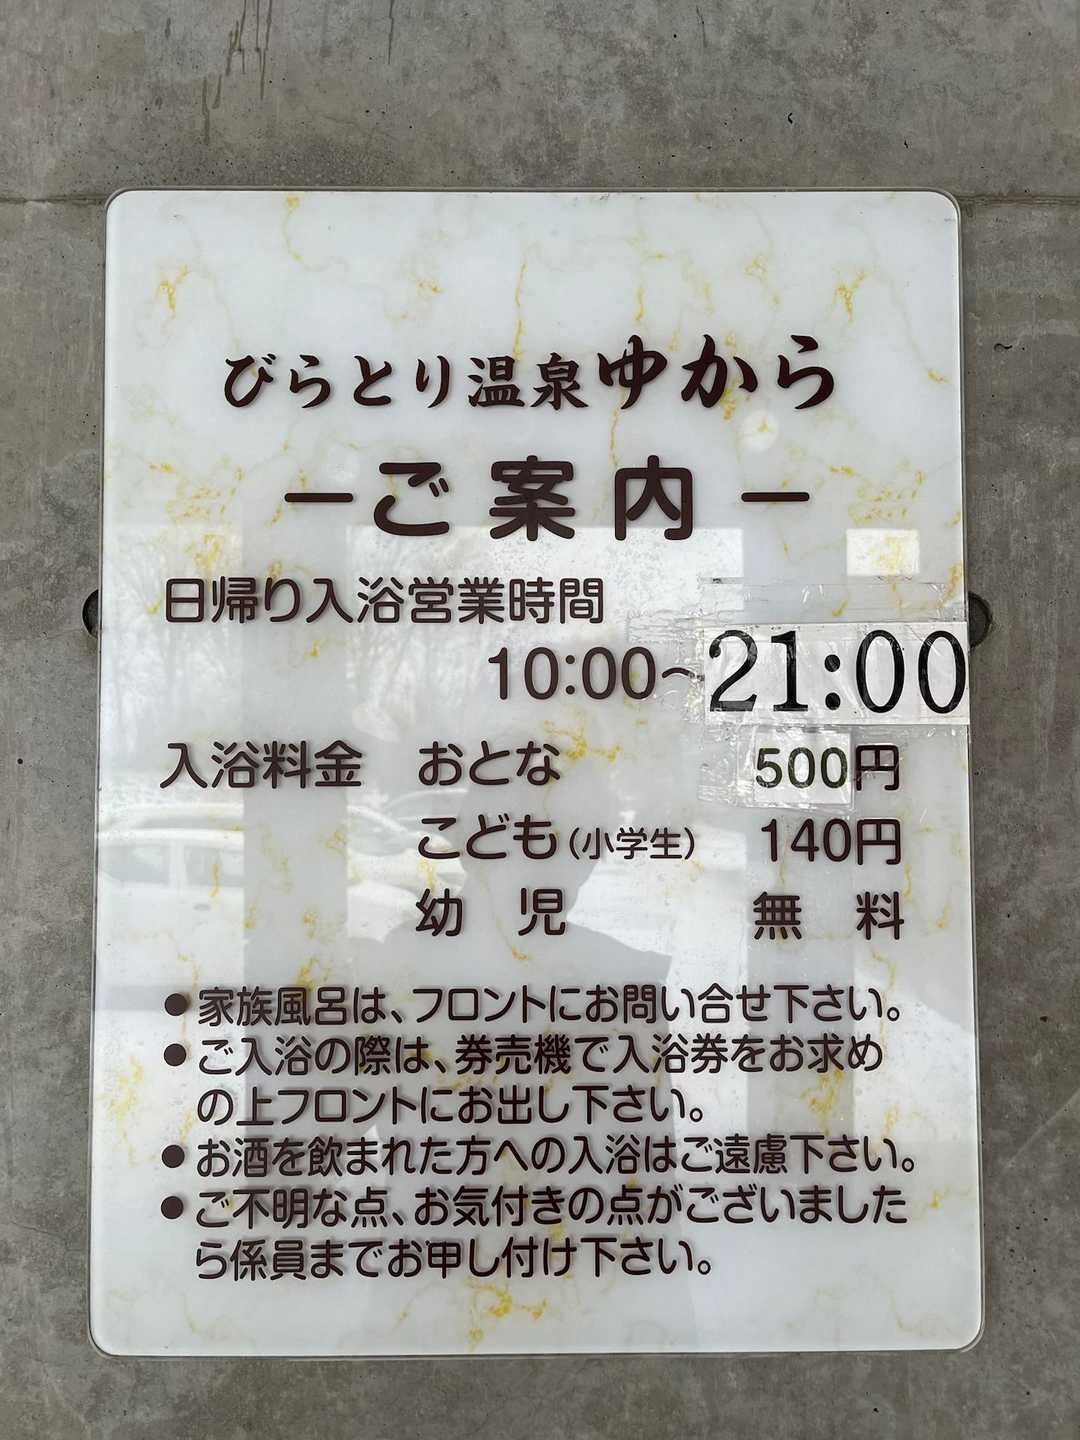 びらとり温泉ゆから
－ご案内－
日帰り入浴営業時間
10:00～21:00
入浴料金 おとな 500円
こども(小学生) 140円
幼児 無料
●家族風呂は、フロントにお問い合せ下さい。
●ご入浴の際は、券売機で入浴券をお求め
の上フロントにお出し下さい。
●お酒を飲まれた方への入浴はご遠慮下さい。
●ご不明な点、お気付きの点がございました
ら係員までお申し付け下さい。